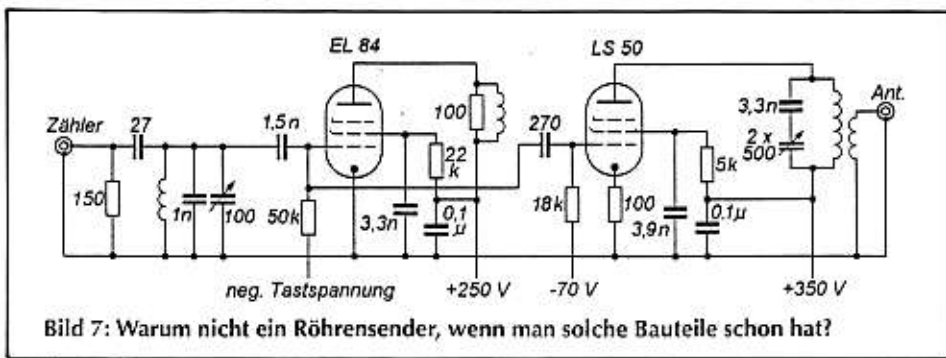 EL 84
LS 50
Zähler
27
1,5n
100
270
3,3n
2 x
500
Ant.
150
1n
100
50k
3,3n
22
k
0,1
µ
18k
100
3,9n
5k
0,1µ
neg. Tastspannung
+250 V
-70 V
+350 V
Bild 7: Warum nicht ein Röhrensender, wenn man solche Bauteile schon hat?